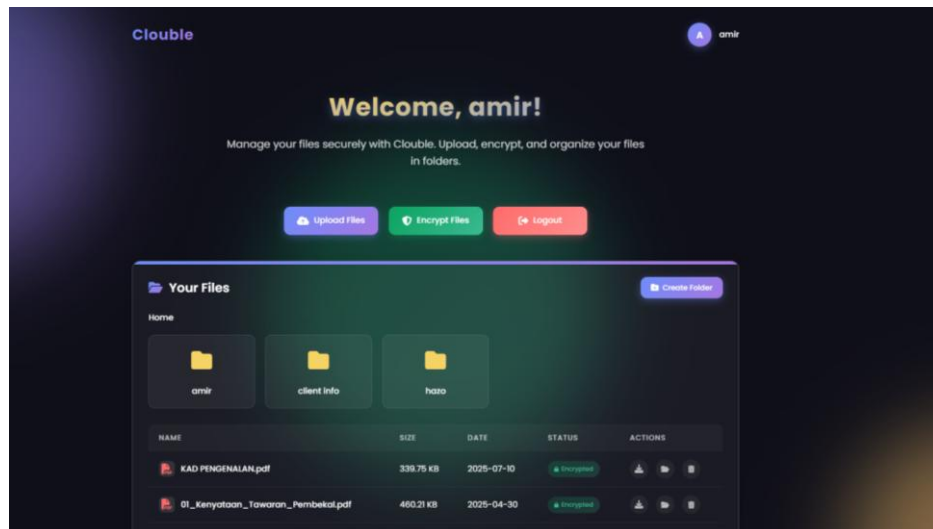 Clouble
A amir
Welcome, amir!
Manage your files securely with Clouble. Upload, encrypt, and organize your files
in folders.
Upload Files Encrypt Files Logout
Your Files Create Folder
Home
amir client info hazo
NAME SIZE DATE STATUS ACTIONS
KAD PENGENALAN.pdf 339.75 KB 2025-07-10 Encrypted
01_Kenyataan_Tawaran_Pembekal.pdf 460.21 KB 2025-04-30 Encrypted